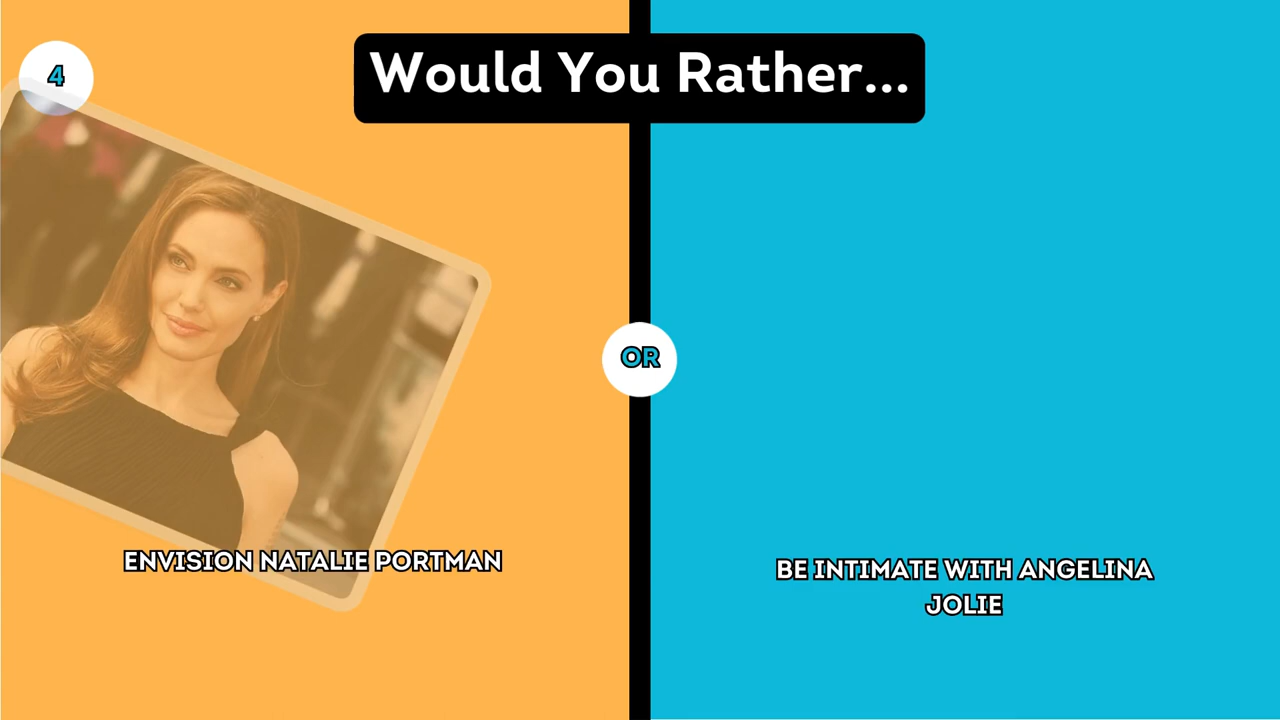 4
Would You Rather...
OR
ENVISION NATALIE PORTMAN
BE INTIMATE WITH ANGELINA
JOLIE